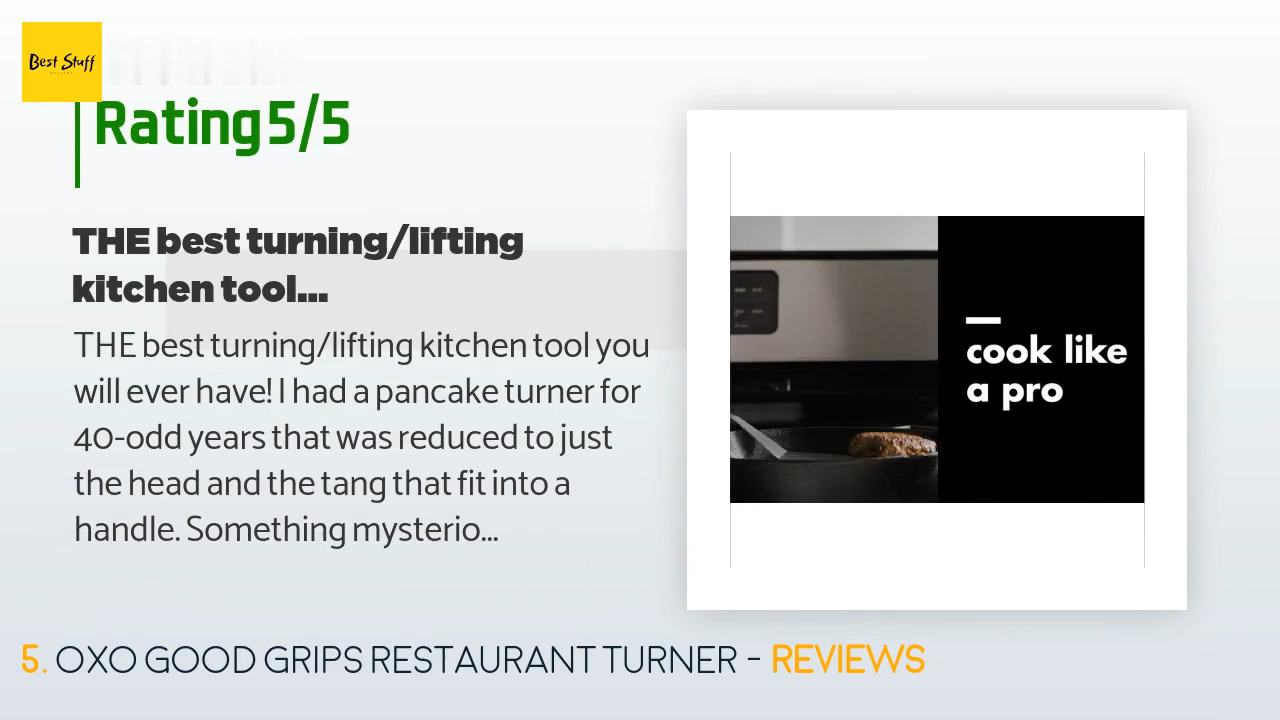 Best Stuff
Rating 5/5
THE best turning/lifting
kitchen tool...
THE best turning/lifting kitchen tool you
will ever have! I had a pancake turner for
40-odd years that was reduced to just
the head and the tang that fit into a
handle. Something mysterio...
cook like
a pro
5. OXO GOOD GRIPS RESTAURANT TURNER - REVIEWS